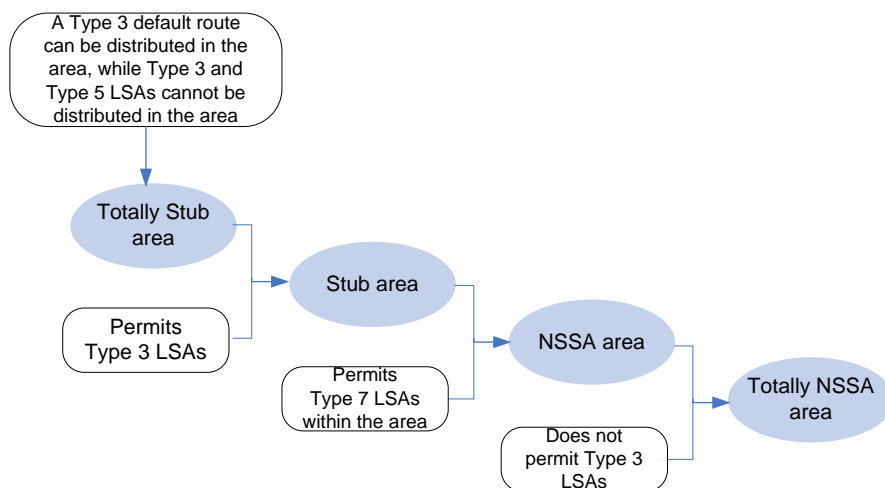 A Type 3 default route
can be distributed in the
area, while Type 3 and
Type 5 LSAs cannot be
distributed in the area
Totally Stub
area
Permits
Type 3 LSAs
Stub area
Permits
Type 7 LSAs
within the area
NSSA area
Does not
permit Type 3
LSAs
Totally NSSA
area